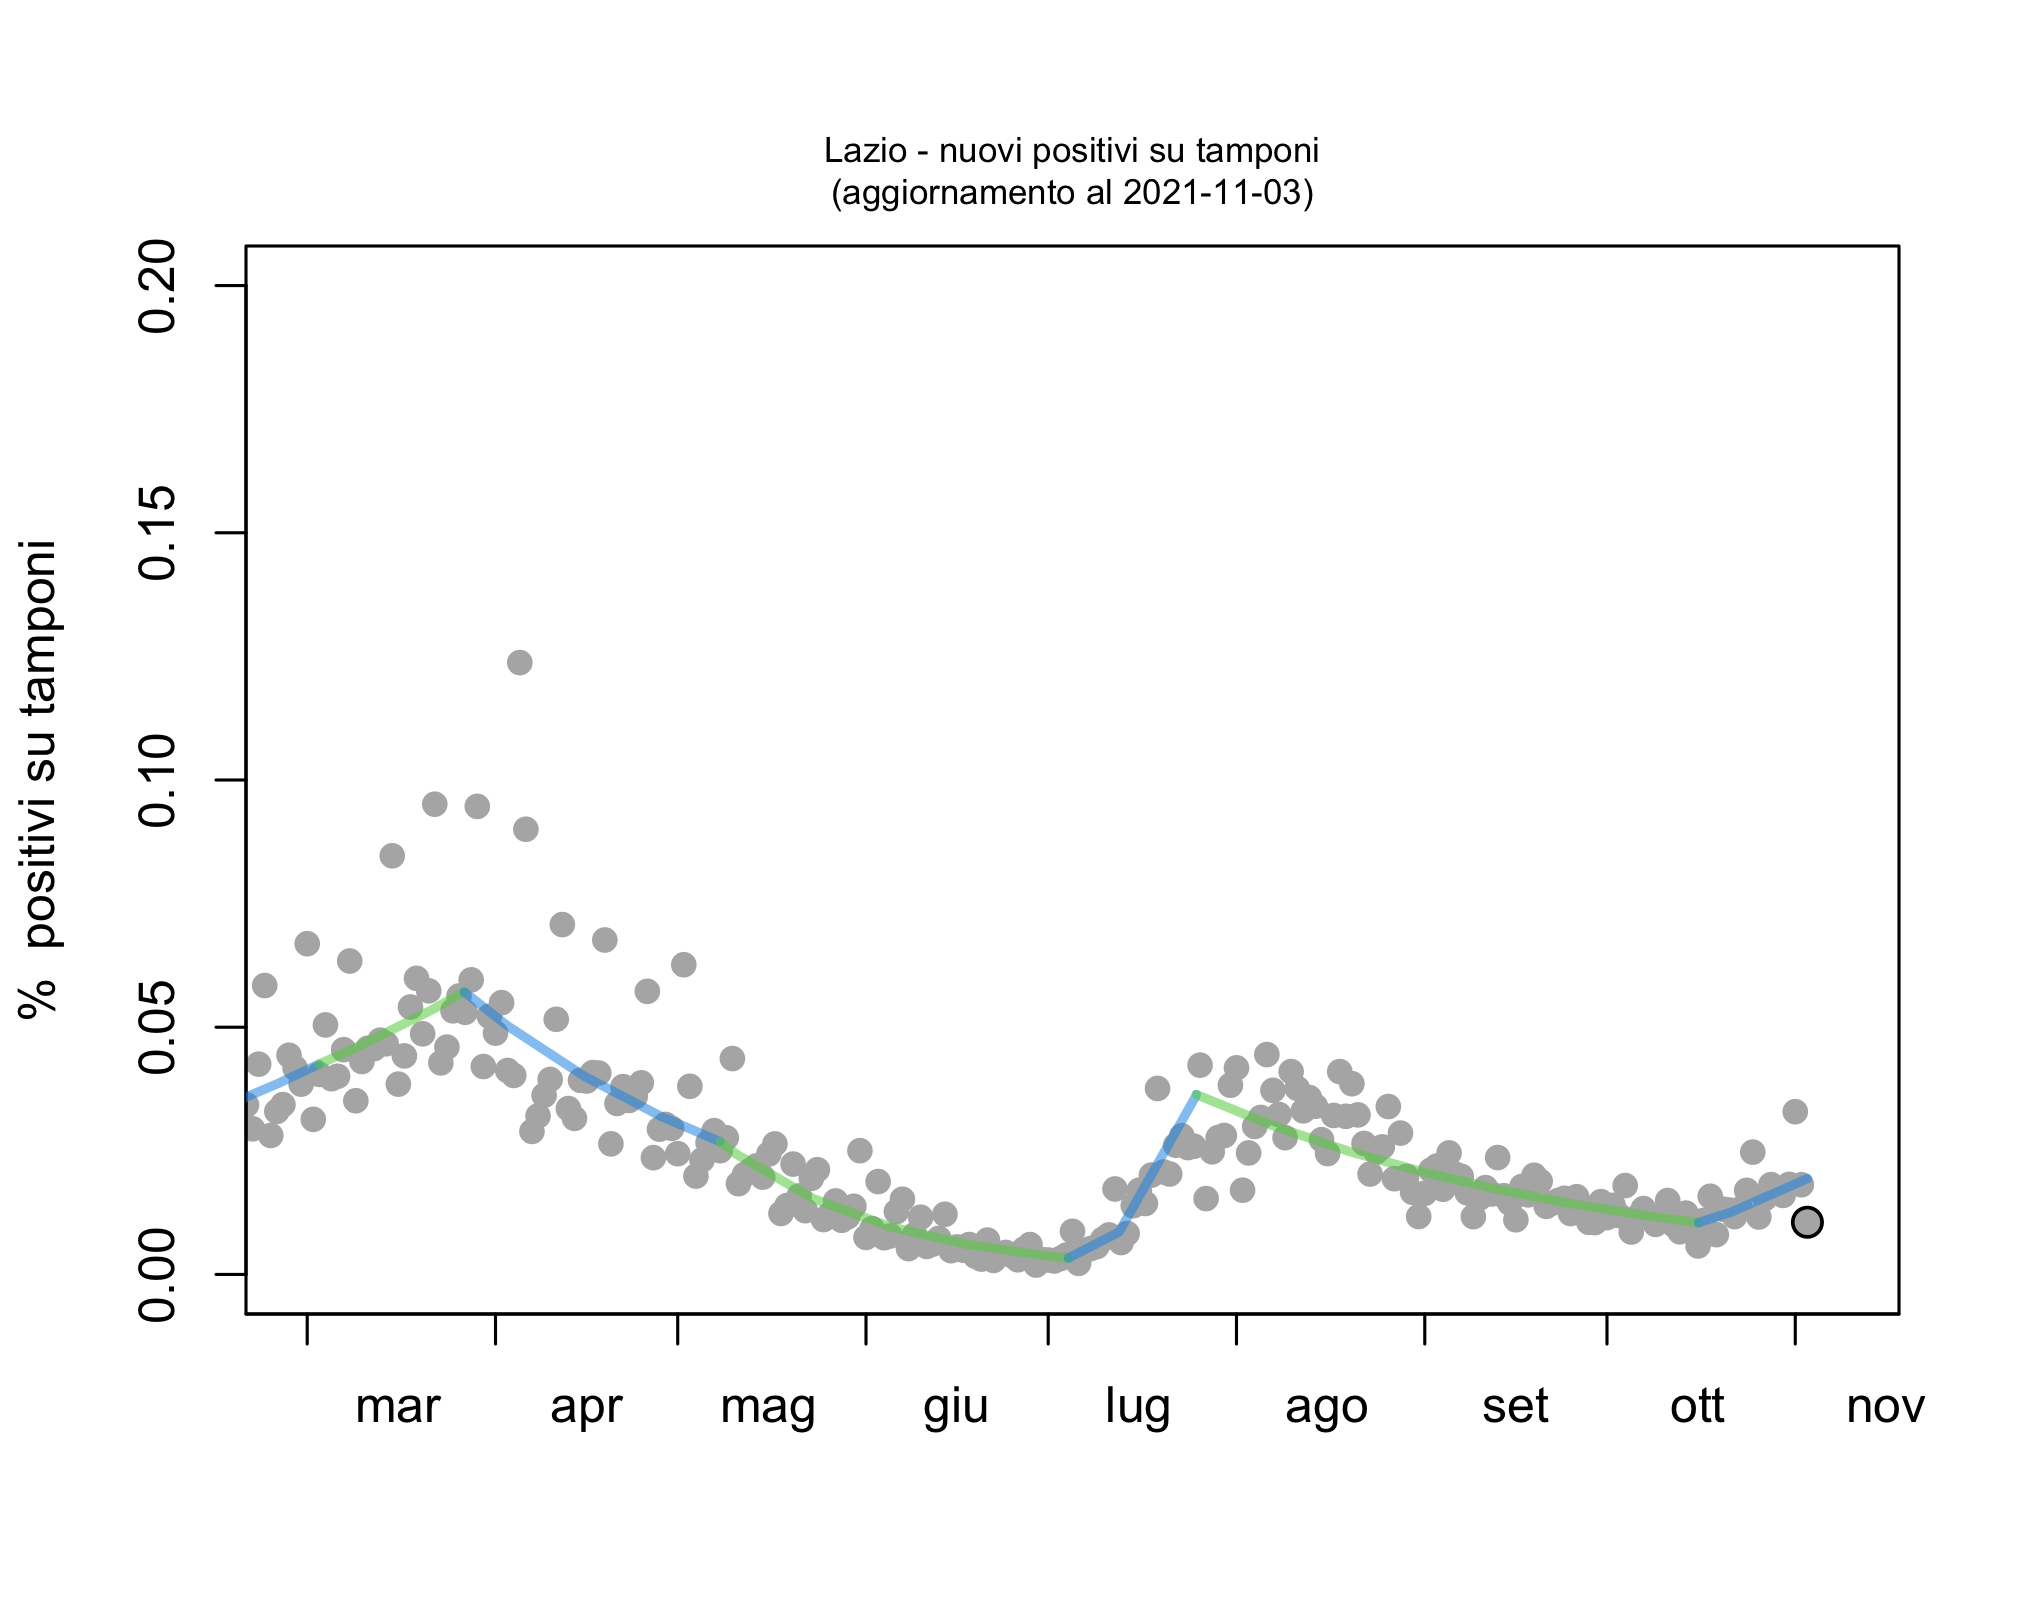 Lazio - nuovi positivi su tamponi
(aggiornamento al 2021-11-03)
% positivi su tamponi
0.20
0.15
0.10
0.05
0.00
mar apr mag giu lug ago set ott nov